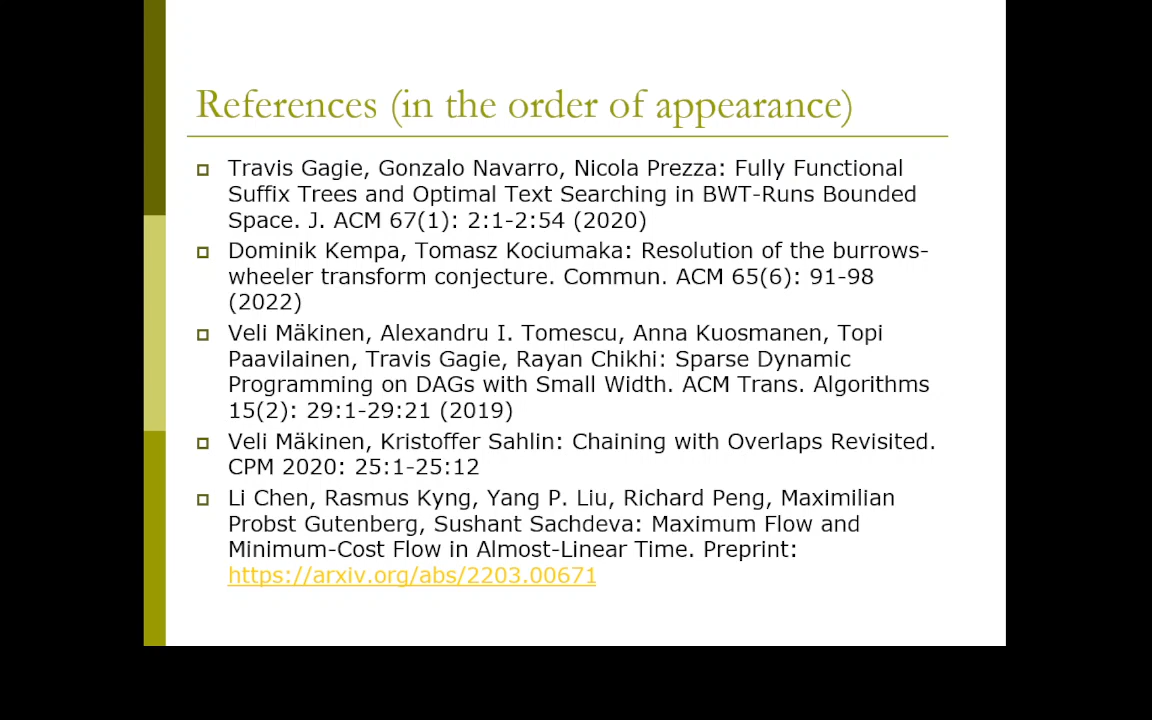 References (in the order of appearance)
Travis Gagie, Gonzalo Navarro, Nicola Prezza: Fully Functional
Suffix Trees and Optimal Text Searching in BWT-Runs Bounded
Space. J. ACM 67(1): 2:1-2:54 (2020)
Dominik Kempa, Tomasz Kociumaka: Resolution of the burrows-
wheeler transform conjecture. Commun. ACM 65(6): 91-98
(2022)
Veli Mäkinen, Alexandru I. Tomescu, Anna Kuosmanen, Topi
Paavilainen, Travis Gagie, Rayan Chikhi: Sparse Dynamic
Programming on DAGs with Small Width. ACM Trans. Algorithms
15(2): 29:1-29:21 (2019)
Veli Mäkinen, Kristoffer Sahlin: Chaining with Overlaps Revisited.
CPM 2020: 25:1-25:12
Li Chen, Rasmus Kyng, Yang P. Liu, Richard Peng, Maximilian
Probst Gutenberg, Sushant Sachdeva: Maximum Flow and
Minimum-Cost Flow in Almost-Linear Time. Preprint:
https://arxiv.org/abs/2203.00671